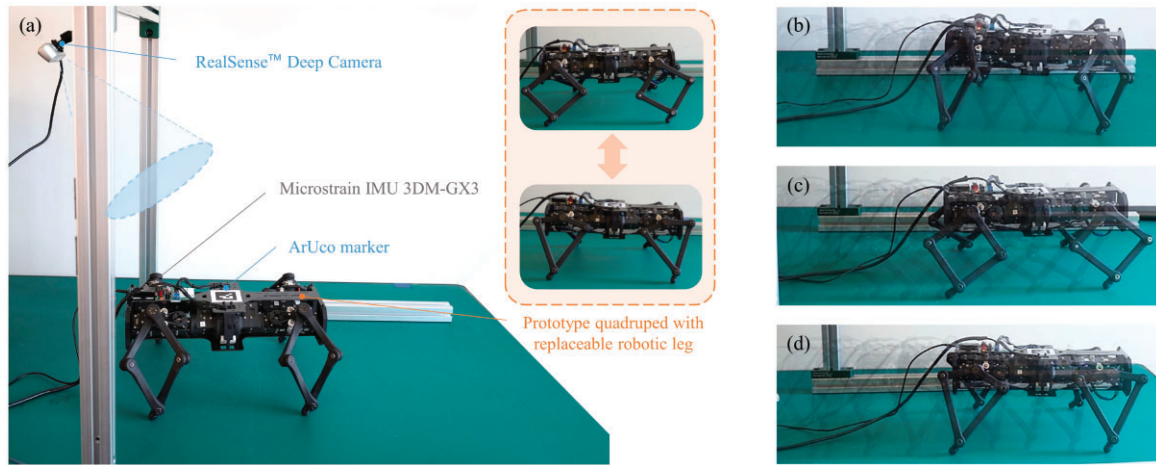 (a)
RealSense™ Deep Camera
Microstrain IMU 3DM-GX3
ArUco marker
Prototype quadruped with
replaceable robotic leg
(b)
(c)
(d)